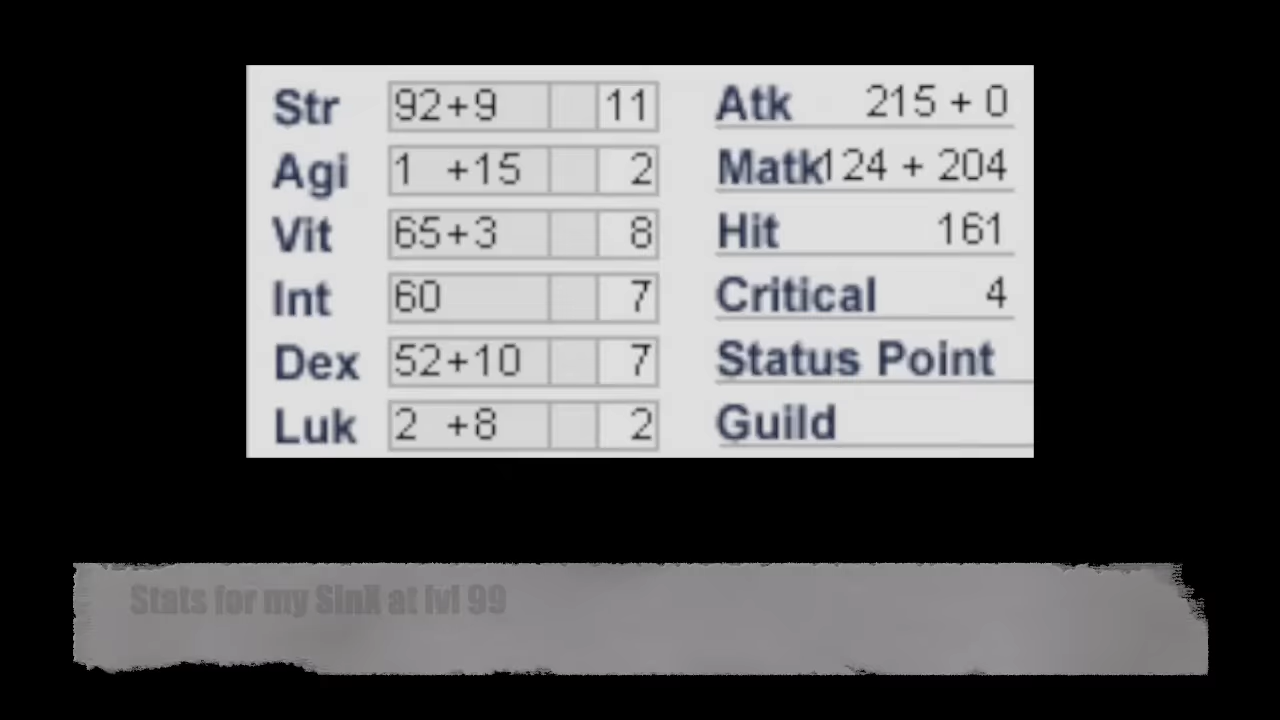 Str 92+9 11 Atk 215 + 0
Agi 1 +15 2 Matk 124 + 204
Vit 65+3 8 Hit 161
Int 60 7 Critical 4
Dex 52+10 7 Status Point
Luk 2 +8 2 Guild
Stats for my SinX at lvl 99